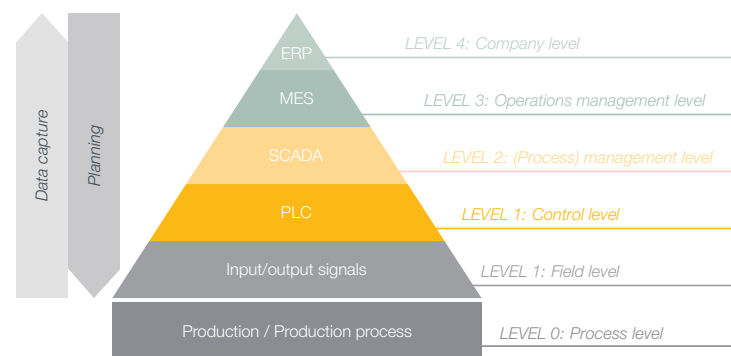 Data capture
Planning
ERP
LEVEL 4: Company level
MES
LEVEL 3: Operations management level
SCADA
LEVEL 2: (Process) management level
PLC
LEVEL 1: Control level
Input/output signals
LEVEL 1: Field level
Production / Production process
LEVEL 0: Process level